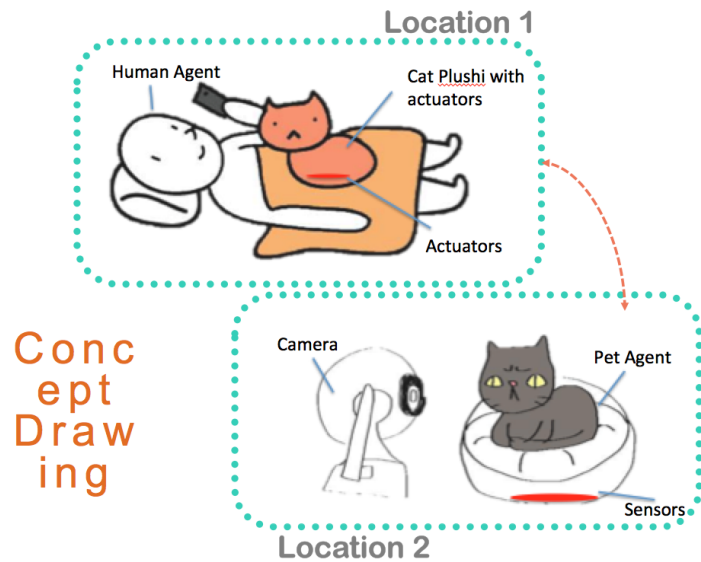 Location 1
Human Agent
Cat Plushi with
actuators
Actuators
Conc
ept
Draw
ing
Camera
Pet Agent
Sensors
Location 2